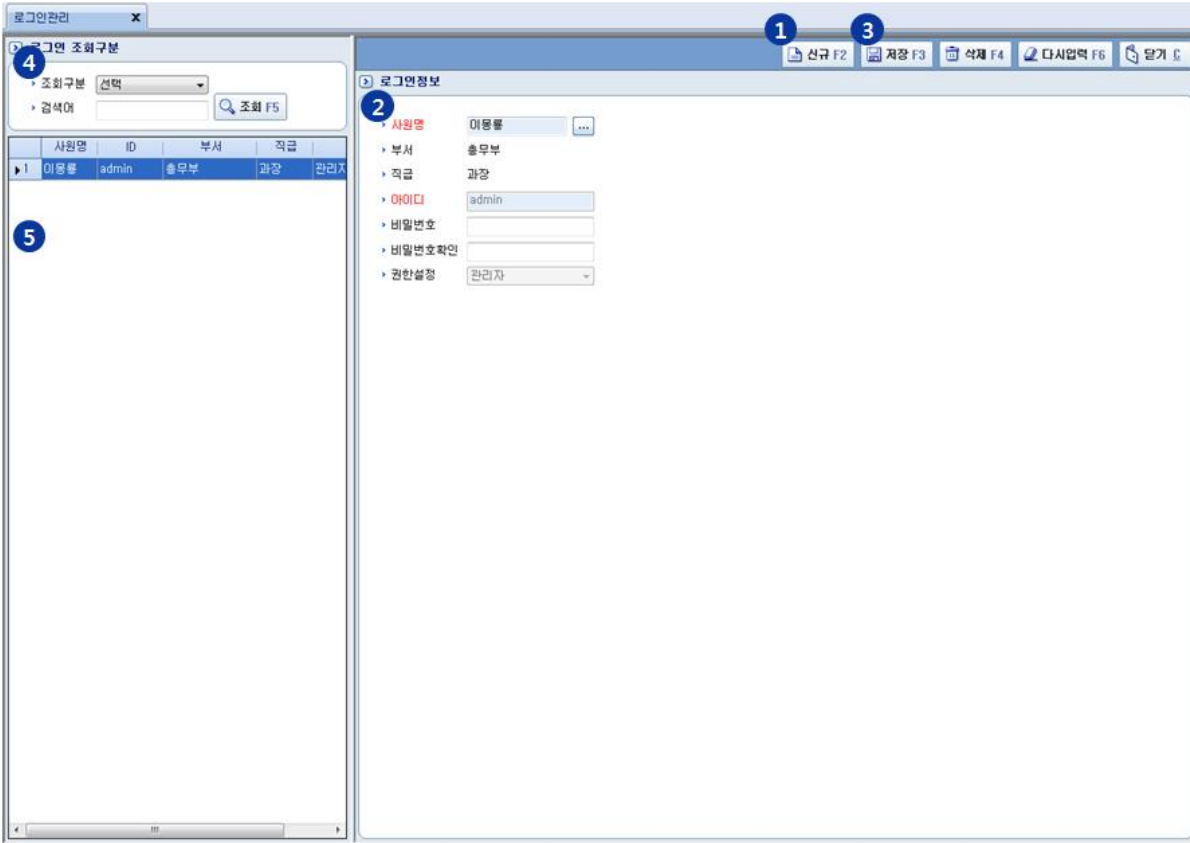 로그인관리 x
1 3
로그인 조회구분
신규 F2 저장 F3 삭제 F4 다시입력 F6 닫기 C
4
조회구분 선택
검색어 조회 F5
로그인정보
2
사원명 이몽룡 ...
부서 총무부
직급 과장
아이디 admin
비밀번호
비밀번호확인
권한설정 관리자
사원명 ID 부서 직급
1 이몽룡 admin 총무부 과장 관리자
5